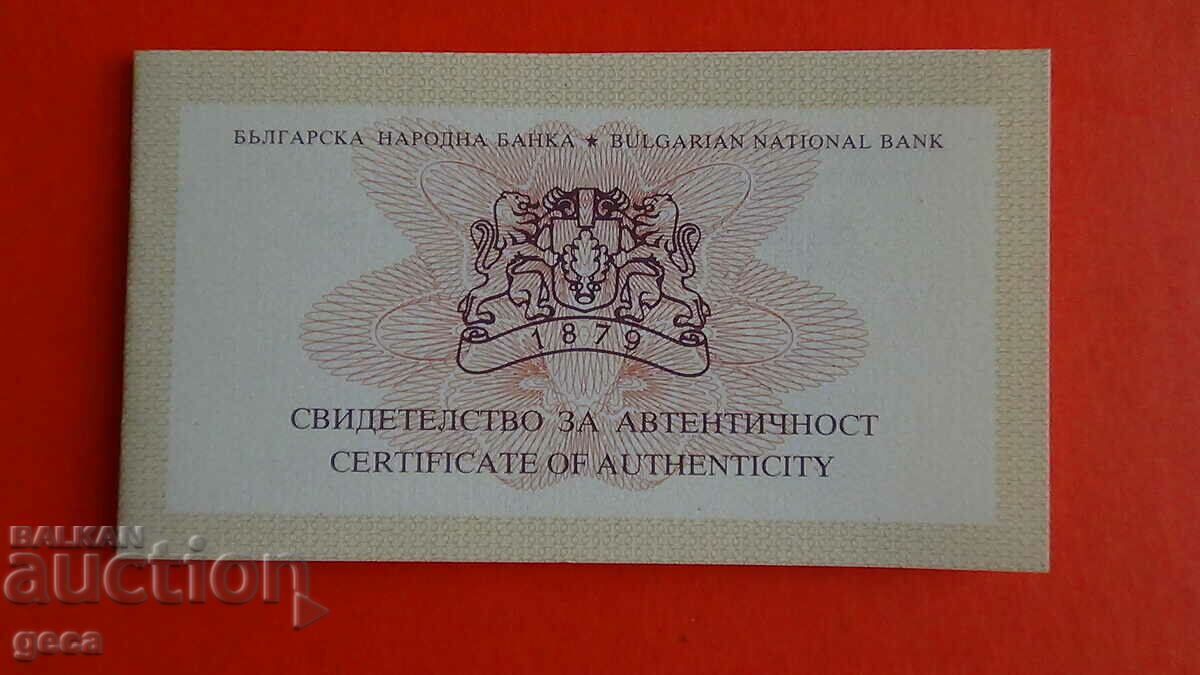 БЪЛГАРСКА НАРОДНА БАНКА ★ BULGARIAN NATIONAL BANK
1879
СВИДЕТЕЛСТВО ЗА АВТЕНТИЧНОСТ
CERTIFICATE OF AUTHENTICITY
BALKAN
auction
geca